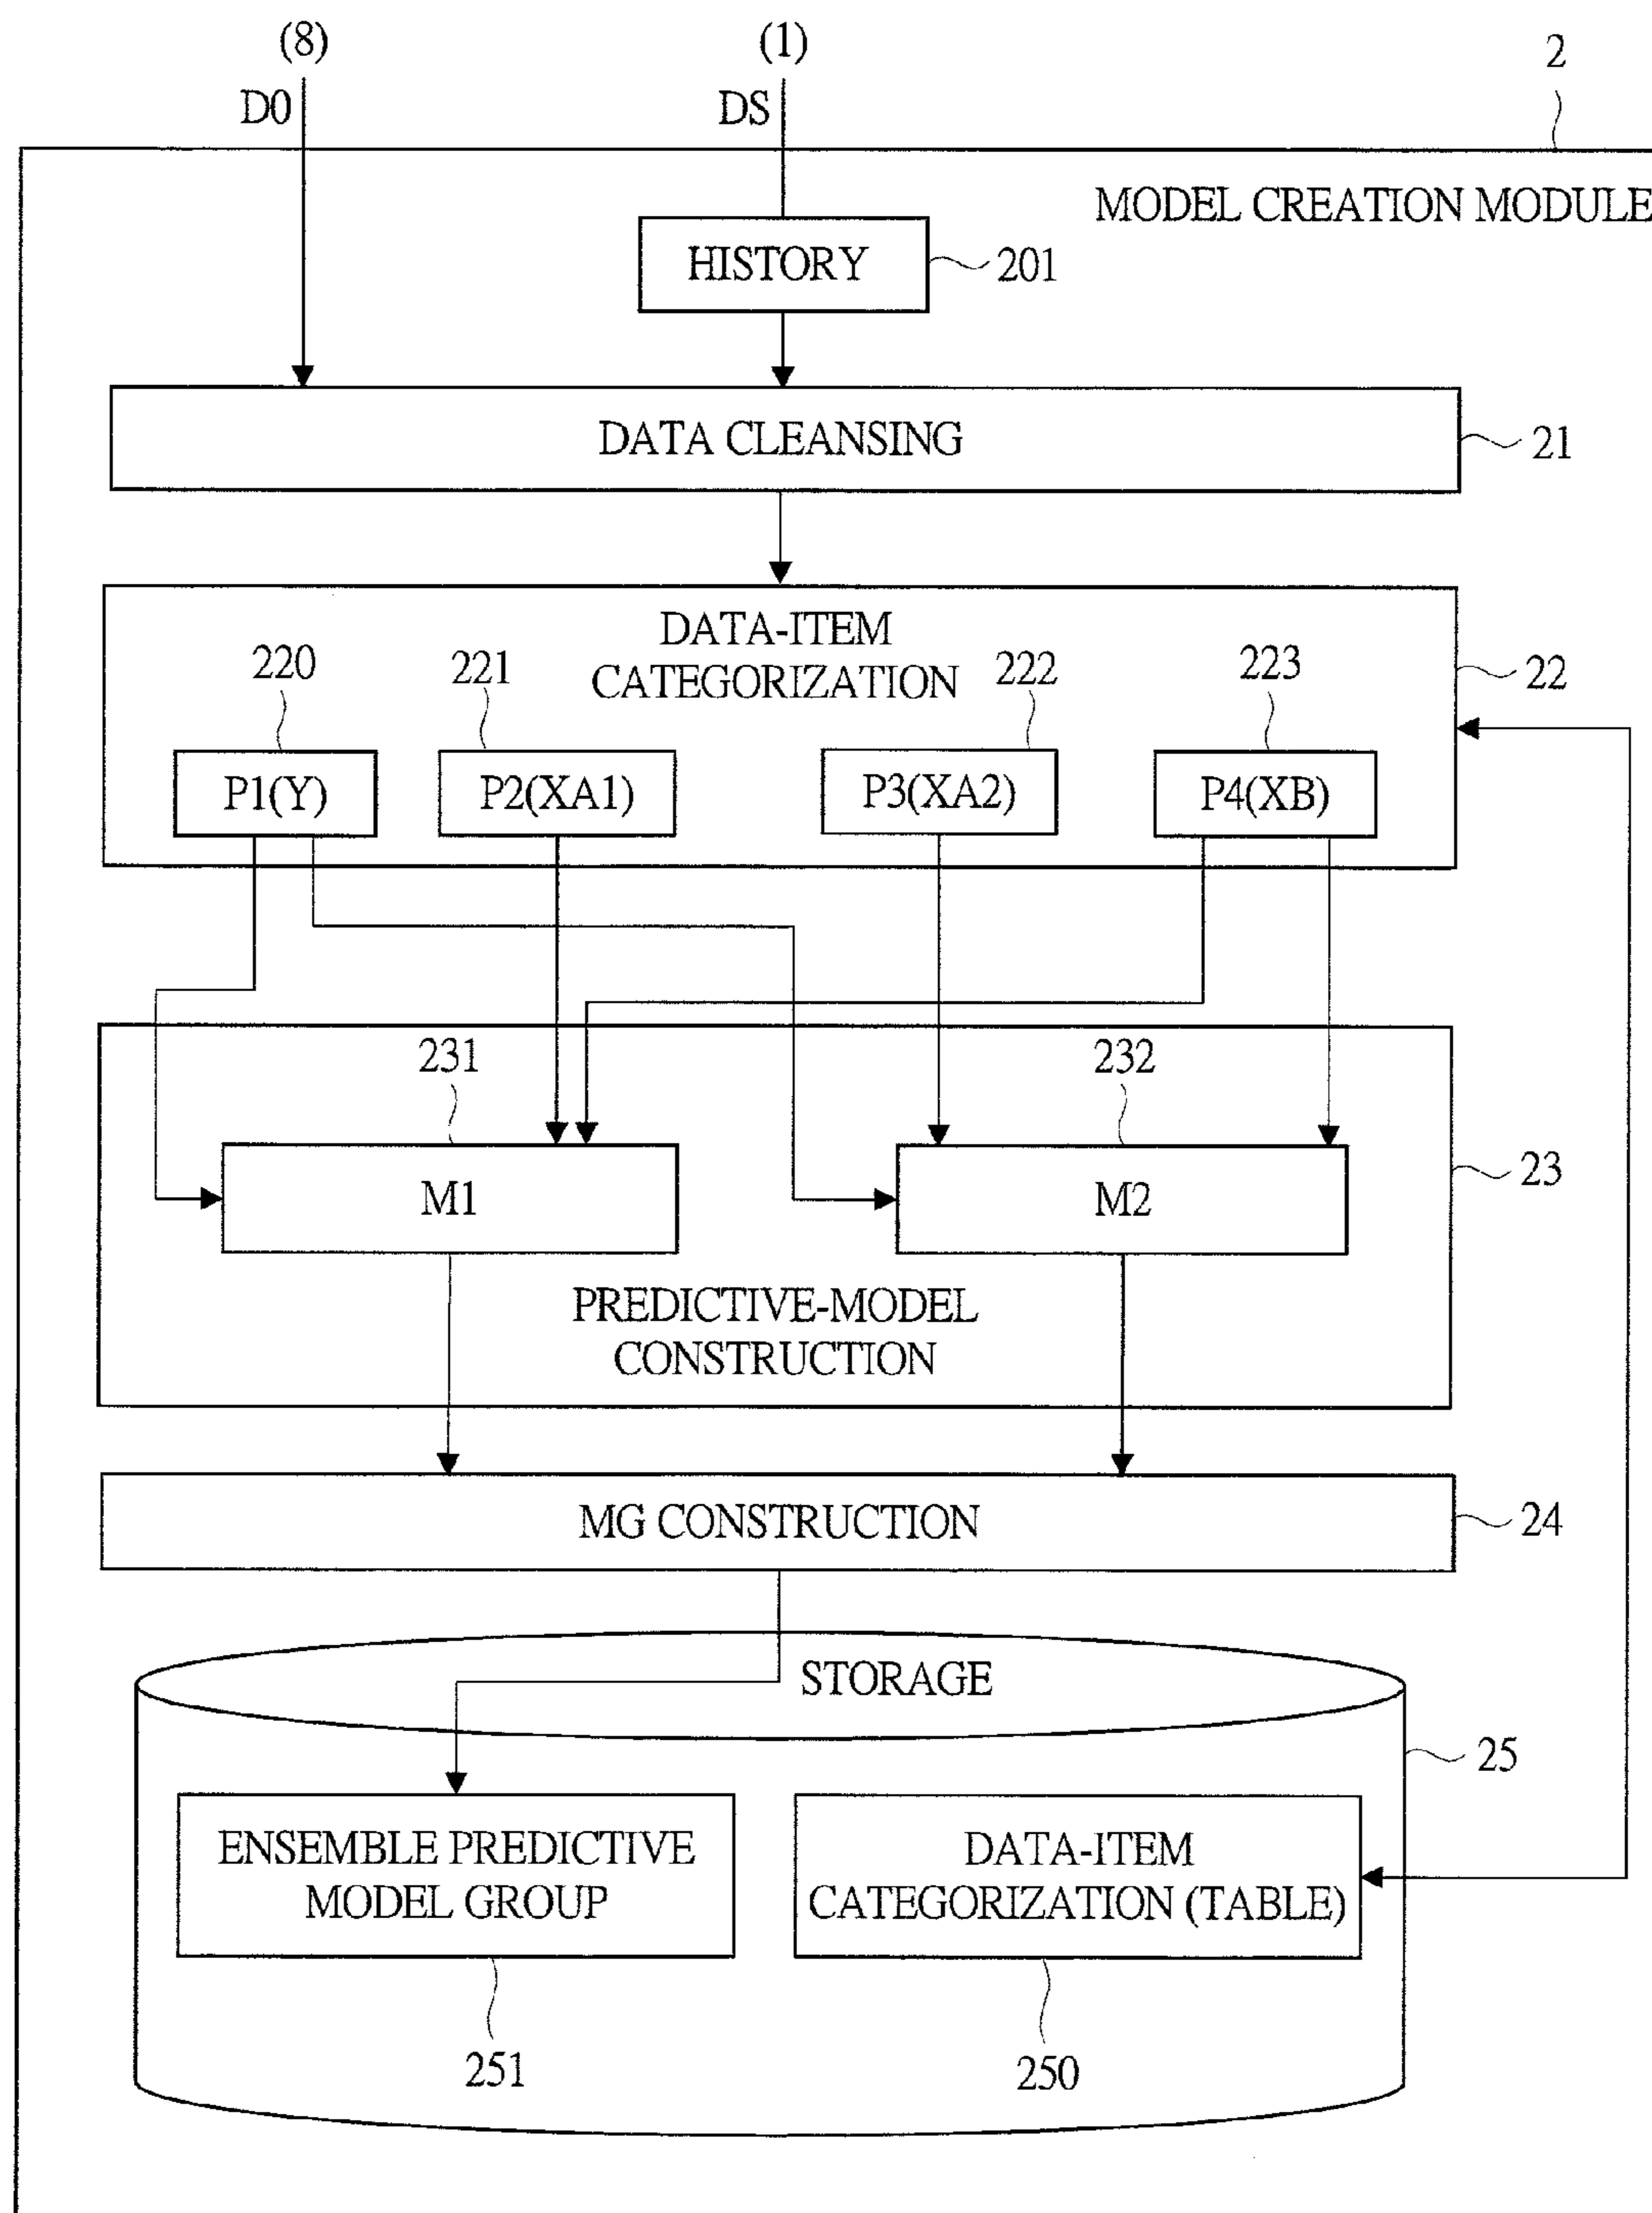 (8)
(1)
2
D0
DS
MODEL CREATION MODULE
HISTORY
201
DATA CLEANSING
21
DATA-ITEM
CATEGORIZATION
220
221
222
223
22
P1(Y)
P2(XA1)
P3(XA2)
P4(XB)
231
232
M1
M2
23
PREDICTIVE-MODEL
CONSTRUCTION
MG CONSTRUCTION
24
STORAGE
25
ENSEMBLE PREDICTIVE
MODEL GROUP
DATA-ITEM
CATEGORIZATION (TABLE)
251
250